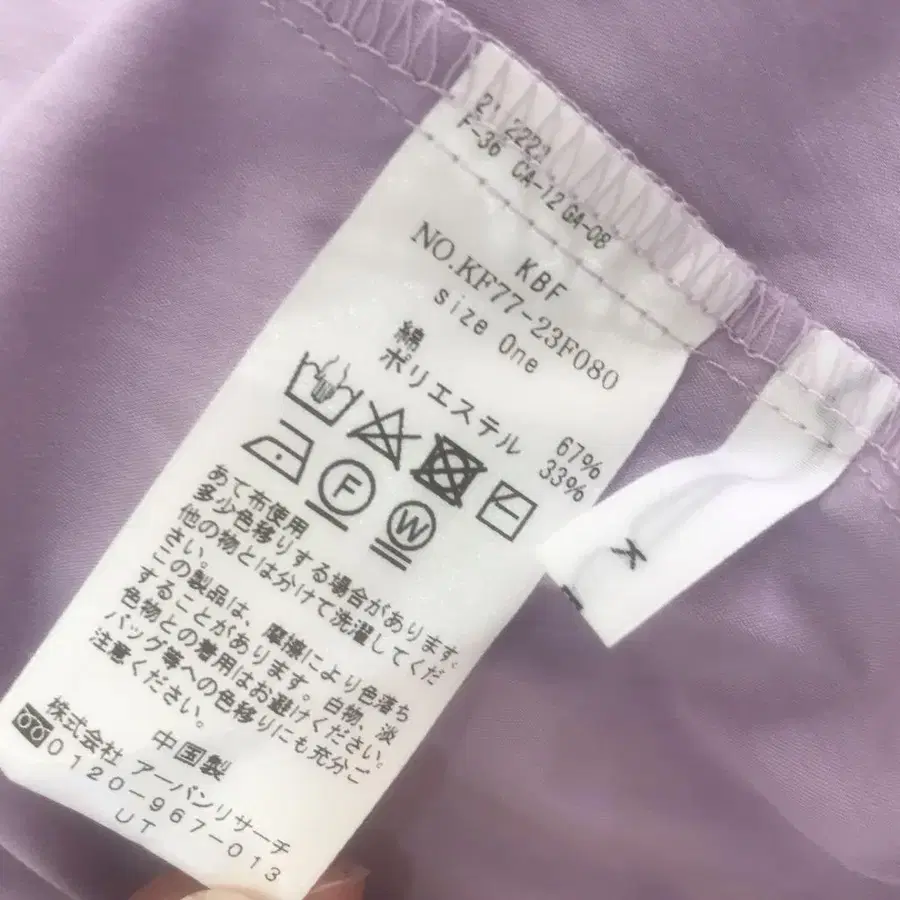 F-36 CA-12 GA-08
KBF
NO.KF77-23F080
size One
綿 67%
ポリエステル 33%
F
W
あて布使用
多少色移りする場合があります。
他の物とは分けて洗濯してくだ
さい。
この製品は、摩擦により色落ち
することがあります。白物、淡
色物との着用はお避けください。
バッグ等への色移りにも充分ご
注意ください。
中国製
株式会社 アーバンリサーチ
0120-967-013
UT
K